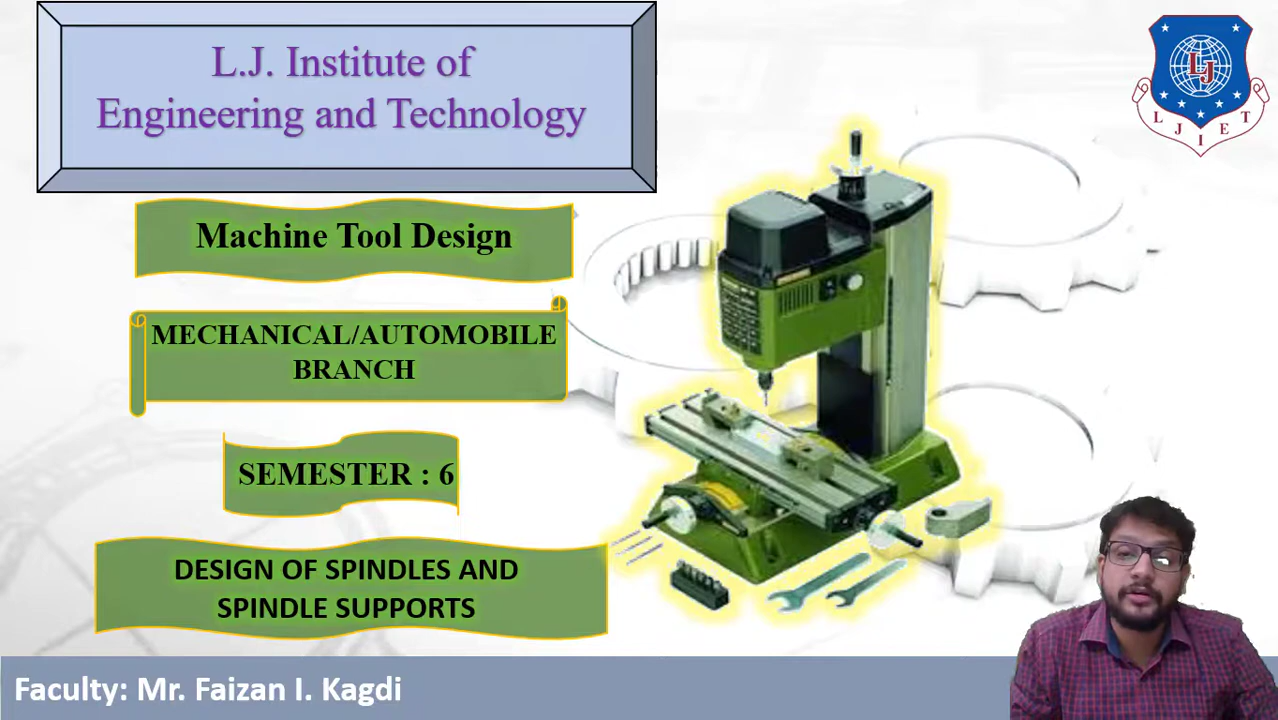 L.J. Institute of
Engineering and Technology
L J I E T
Machine Tool Design
MECHANICAL/AUTOMOBILE
BRANCH
SEMESTER : 6
DESIGN OF SPINDLES AND
SPINDLE SUPPORTS
Faculty: Mr. Faizan I. Kagdi